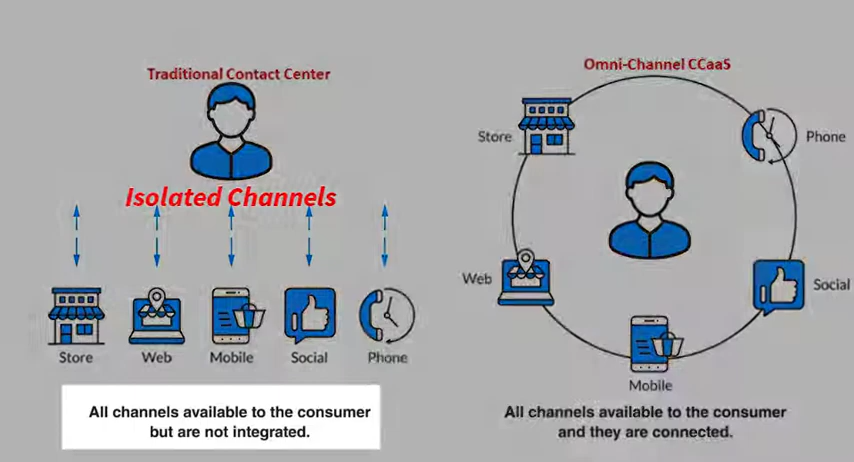 Traditional Contact Center
Isolated Channels
Store
Web
Mobile
Social
Phone
All channels available to the consumer
but are not integrated.
Omni-Channel CCaaS
Store
Phone
Web
Social
Mobile
All channels available to the consumer
and they are connected.